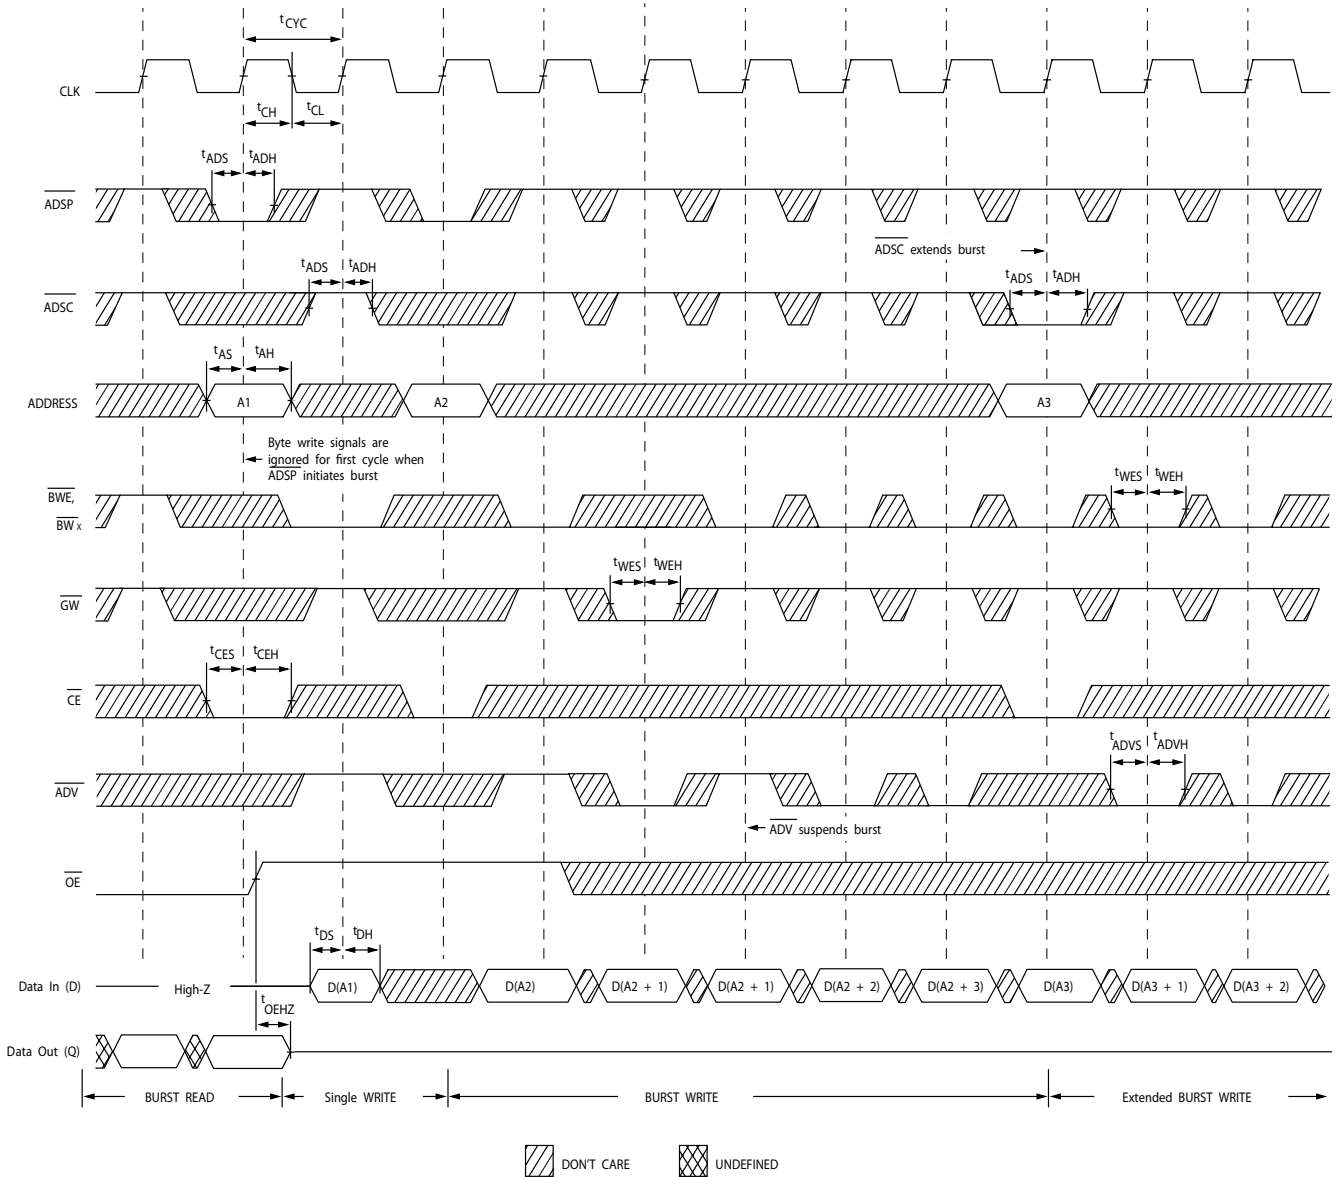 tCYC
CLK
tCH
tCL
tADS
tADH
ADSP
ADSC extends burst
tADS
tADH
tADS
tADH
ADSC
tAS
tAH
ADDRESS
A1
A2
A3
Byte write signals are
ignored for first cycle when
ADSP initiates burst
BWE,
BW x
tWES
tWEH
tWES
tWEH
GW
tCES
tCEH
CE
tADVS
tADVH
ADV
ADV suspends burst
OE
tDS
tDH
Data In (D)
High-Z
D(A1)
D(A2)
D(A2 + 1)
D(A2 + 1)
D(A2 + 2)
D(A2 + 3)
D(A3)
D(A3 + 1)
D(A3 + 2)
tOEHZ
Data Out (Q)
BURST READ
Single WRITE
BURST WRITE
Extended BURST WRITE
DON'T CARE
UNDEFINED